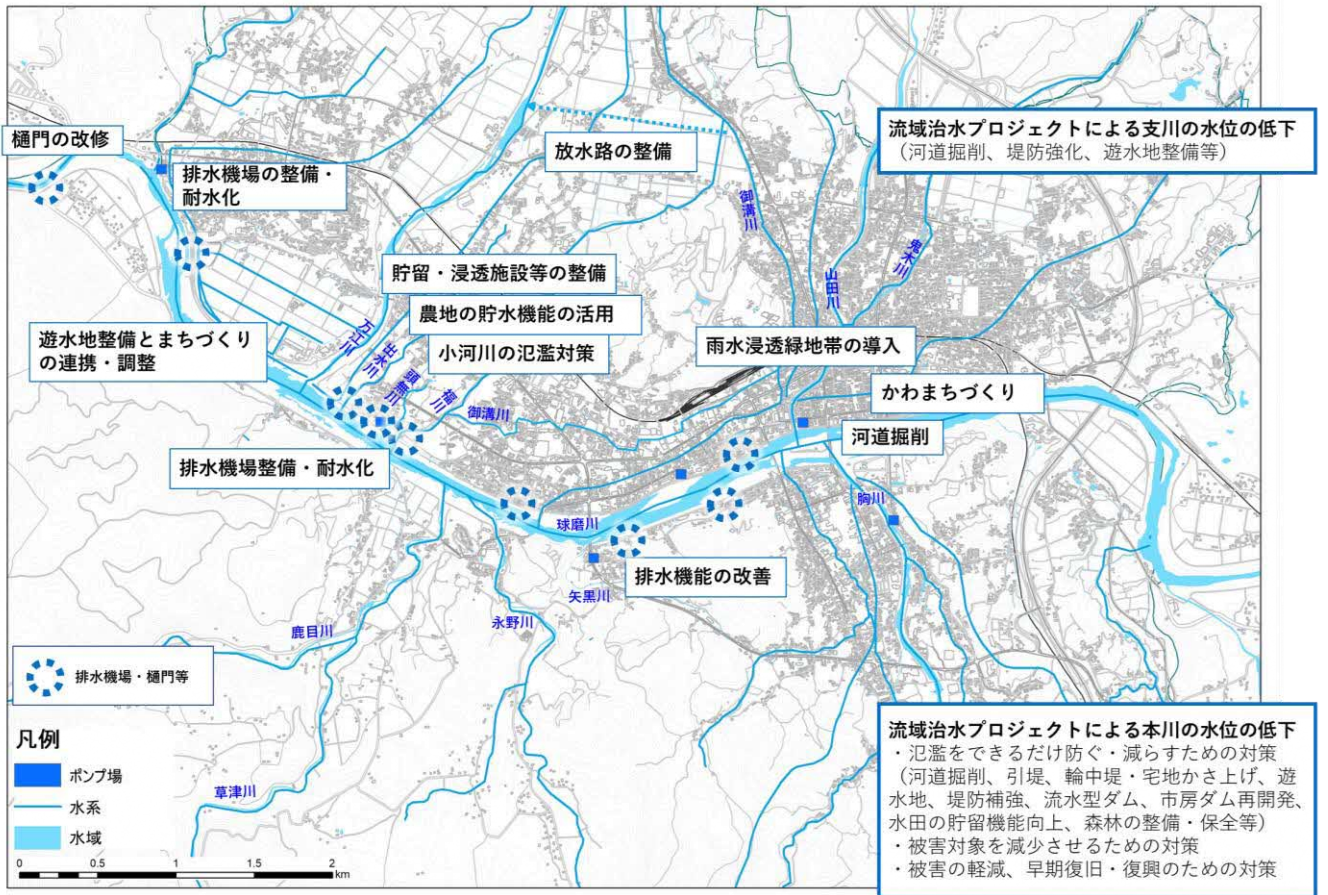 樋門の改修
排水機場の整備・
耐水化
放水路の整備
流域治水プロジェクトによる支川の水位の低下
（河道掘削、堤防強化、遊水地整備等）
御溝川
山田川
鬼木川
貯留・浸透施設等の整備
農地の貯水機能の活用
小河川の氾濫対策
遊水地整備とまちづくり
の連携・調整
万江川
出水川
頭無川
福川
御溝川
雨水浸透緑地帯の導入
かわまちづくり
河道掘削
排水機場整備・耐水化
球磨川
胸川
排水機能の改善
矢黒川
永野川
鹿目川
草津川
排水機場・樋門等
凡例
ポンプ場
水系
水域
0 0.5 1 1.5 2
km
流域治水プロジェクトによる本川の水位の低下
・氾濫をできるだけ防ぐ・減らすための対策
（河道掘削、引堤、輪中堤・宅地かさ上げ、遊
水地、堤防補強、流水型ダム、市房ダム再開発、
水田の貯留機能向上、森林の整備・保全等）
・被害対象を減少させるための対策
・被害の軽減、早期復旧・復興のための対策